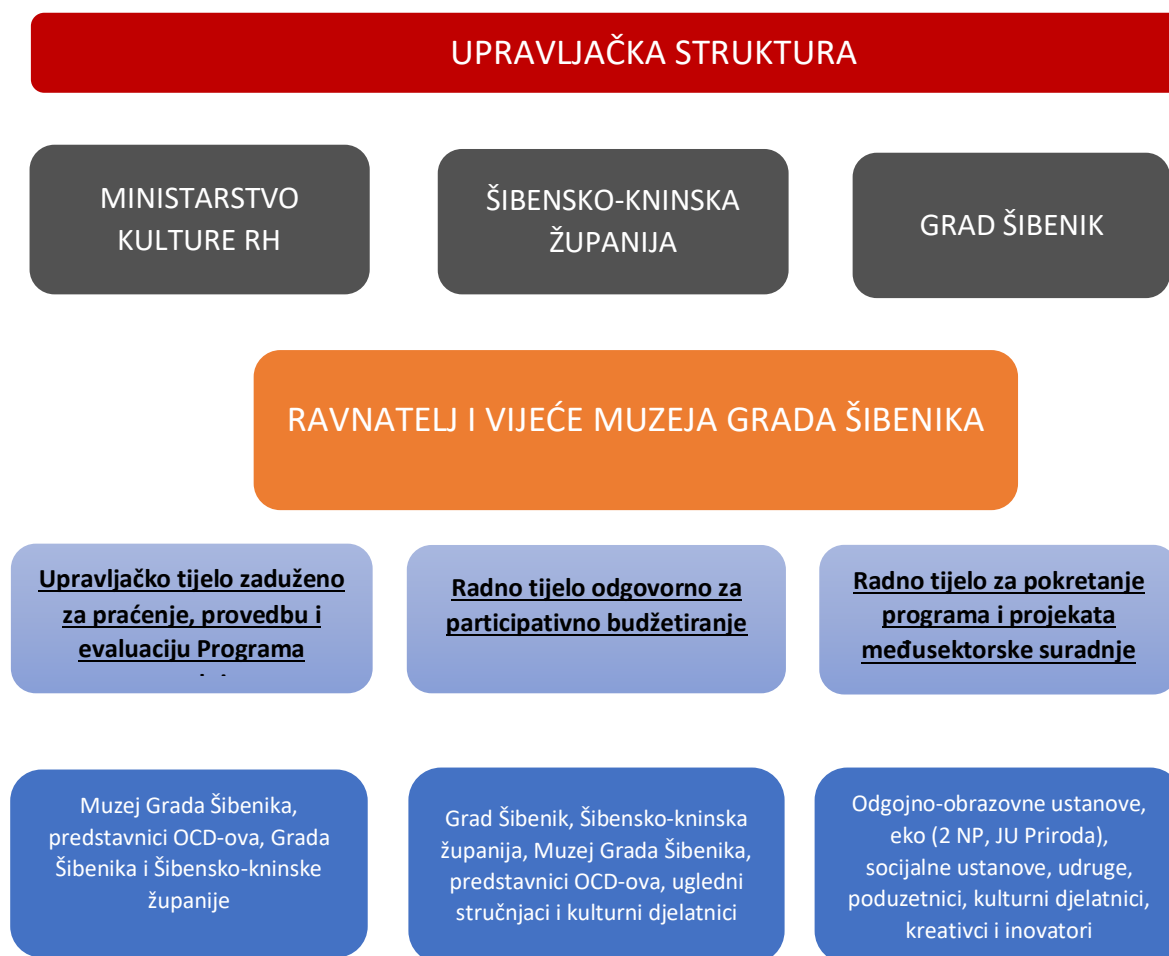 UPRAVLJAČKA STRUKTURA
MINISTARSTVO
KULTURE RH
ŠIBENSKO-KNINSKA
ŽUPANIJA
GRAD ŠIBENIK
RAVNATELJ I VIJEĆE MUZEJA GRADA ŠIBENIKA
Upravljačko tijelo zaduženo
za praćenje, provedbu i
evaluaciju Programa
Radno tijelo odgovorno za
participativno budžetiranje
Radno tijelo za pokretanje
programa i projekata
međusektorske suradnje
Muzej Grada Šibenika,
predstavnici OCD-ova, Grada
Šibenika i Šibensko-kninske
županije
Grad Šibenik, Šibensko-kninska
županija, Muzej Grada Šibenika,
predstavnici OCD-ova, ugledni
stručnjaci i kulturni djelatnici
Odgojno-obrazovne ustanove,
eko (2 NP, JU Priroda),
socijalne ustanove, udruge,
poduzetnici, kulturni djelatnici,
kreativci i inovatori